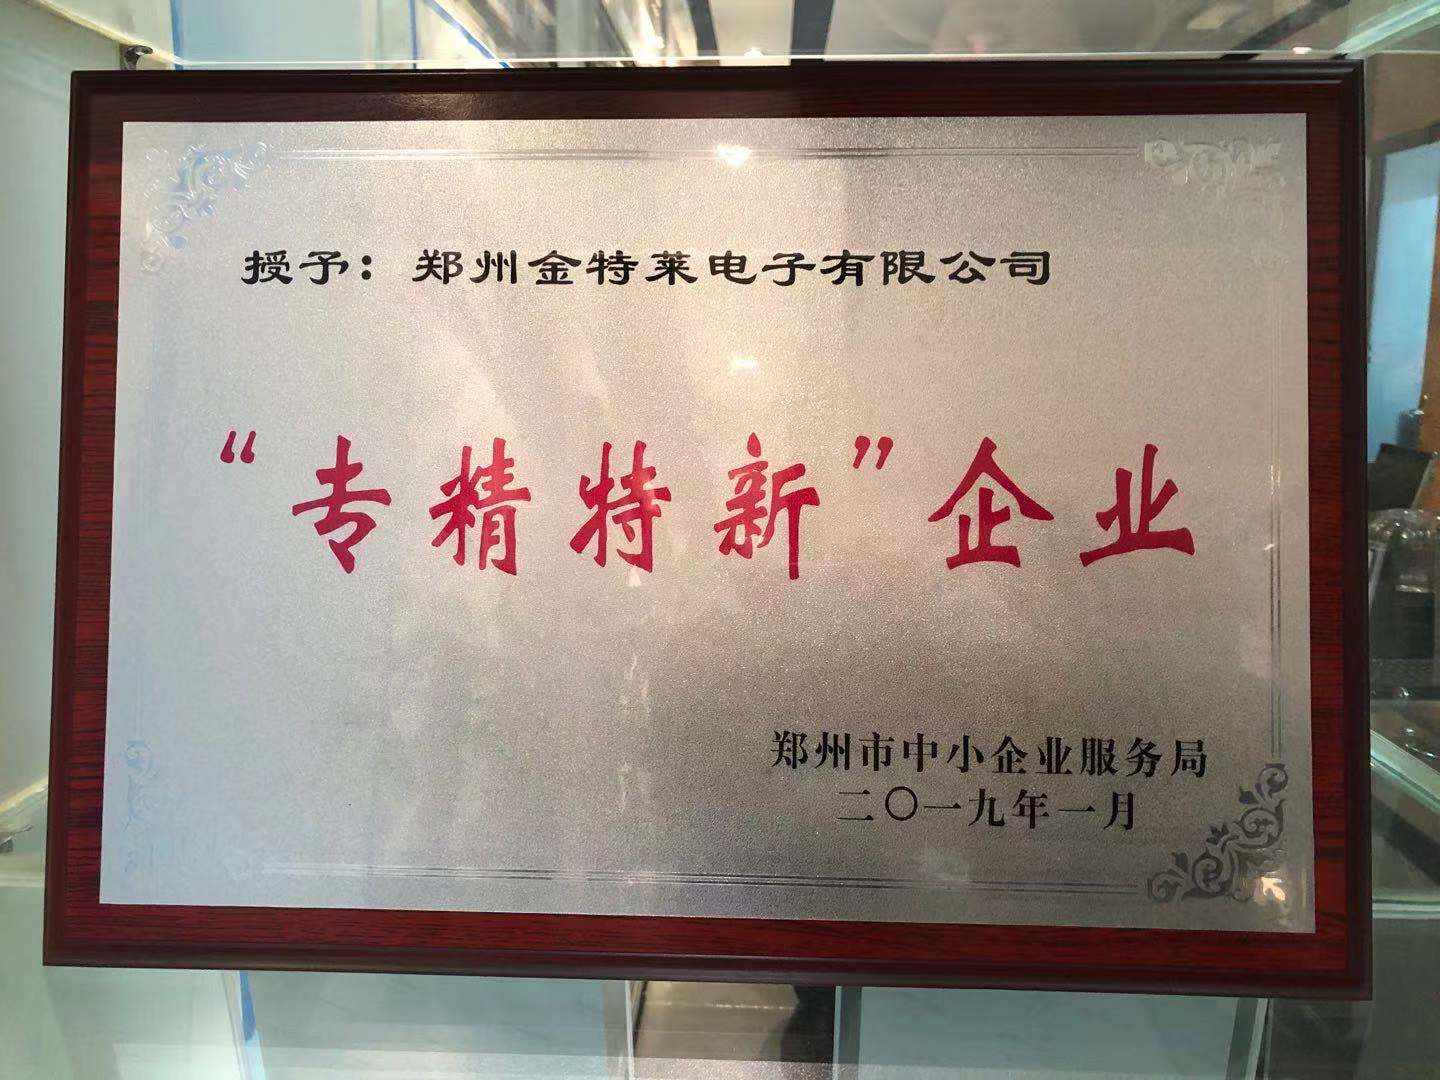 授予：郑州金特莱电子有限公司
“专精特新”企业
郑州市中小企业服务局
二〇一九年一月